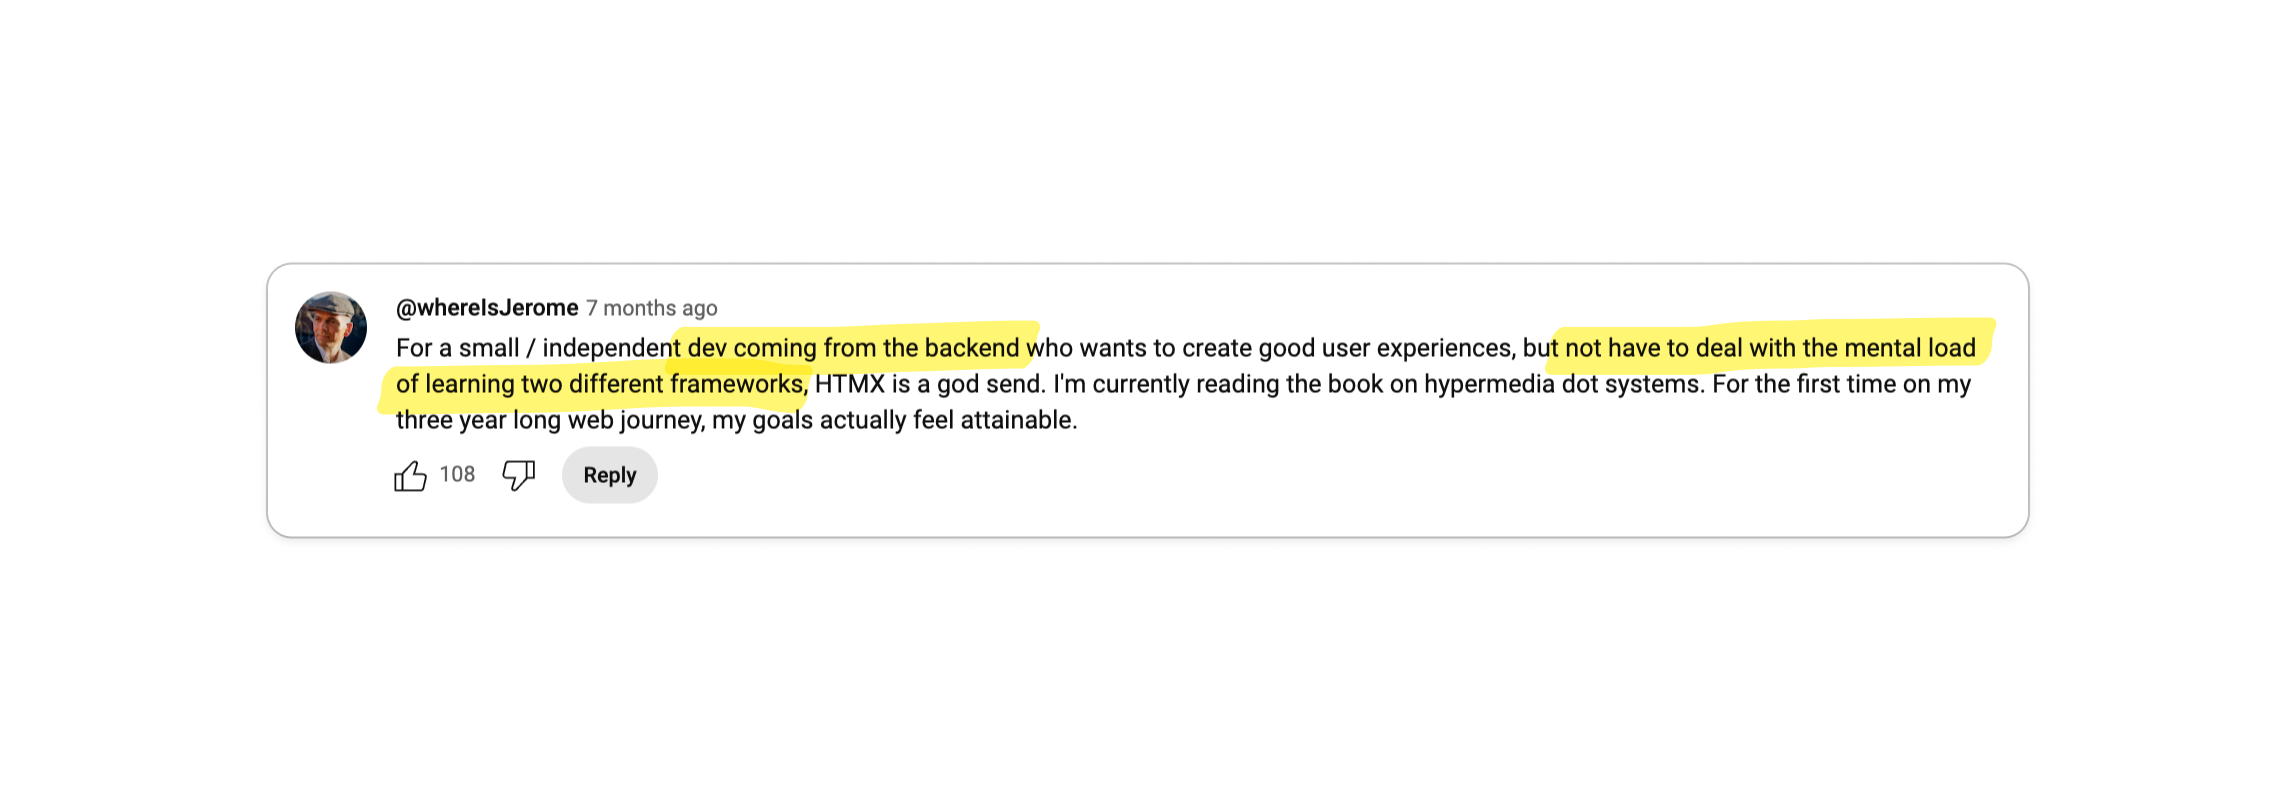 @whereIsJerome 7 months ago
For a small / independent dev coming from the backend who wants to create good user experiences, but not have to deal with the mental load
of learning two different frameworks, HTMX is a god send. I'm currently reading the book on hypermedia dot systems. For the first time on my
three year long web journey, my goals actually feel attainable.
108 Reply